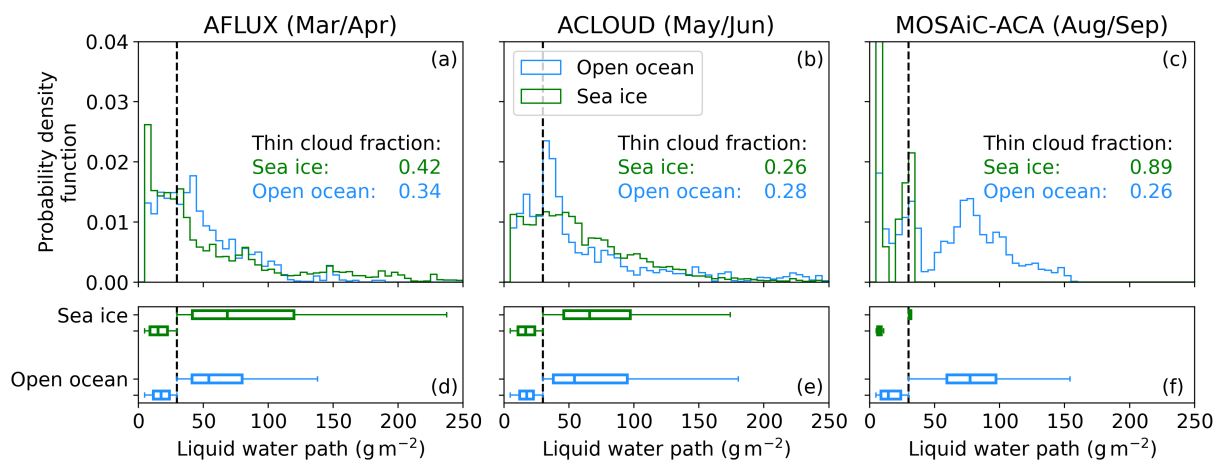 AFLUX (Mar/Apr)
ACLOUD (May/Jun)
MOSAiC-ACA (Aug/Sep)
Probability density
function
0.04
0.03
0.02
0.01
0.00
(a)
Thin cloud fraction:
Sea ice: 0.42
Open ocean: 0.34
(b)
Open ocean
Sea ice
Thin cloud fraction:
Sea ice: 0.26
Open ocean: 0.28
(c)
Thin cloud fraction:
Sea ice: 0.89
Open ocean: 0.26
Sea ice
Open ocean
(d)
(e)
(f)
0 50 100 150 200 250
0 50 100 150 200 250
0 50 100 150 200 250
Liquid water path (g m⁻²)
Liquid water path (g m⁻²)
Liquid water path (g m⁻²)